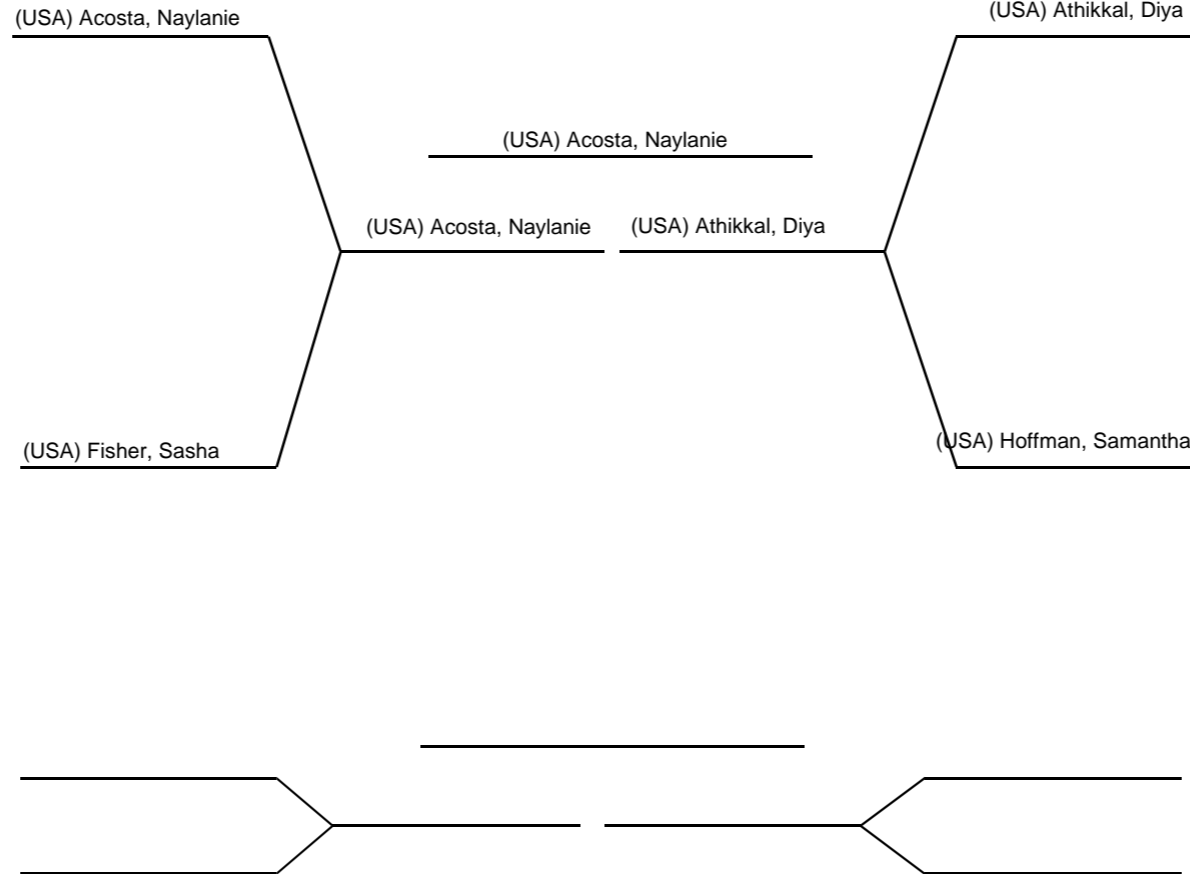 (USA) Acosta, Naylanie
(USA) Athikkal, Diya
(USA) Acosta, Naylanie
(USA) Acosta, Naylanie
(USA) Athikkal, Diya
(USA) Fisher, Sasha
(USA) Hoffman, Samantha